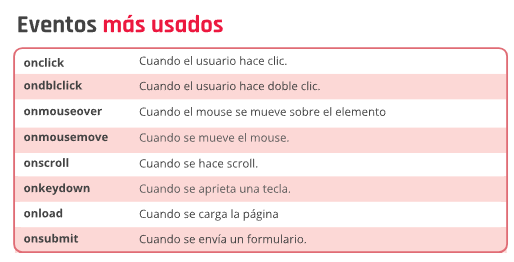 Eventos más usados
onclick Cuando el usuario hace clic.
ondblclick Cuando el usuario hace doble clic.
onmouseover Cuando el mouse se mueve sobre el elemento
onmousemove Cuando se mueve el mouse.
onscroll Cuando se hace scroll.
onkeydown Cuando se aprieta una tecla.
onload Cuando se carga la página
onsubmit Cuando se envía un formulario.